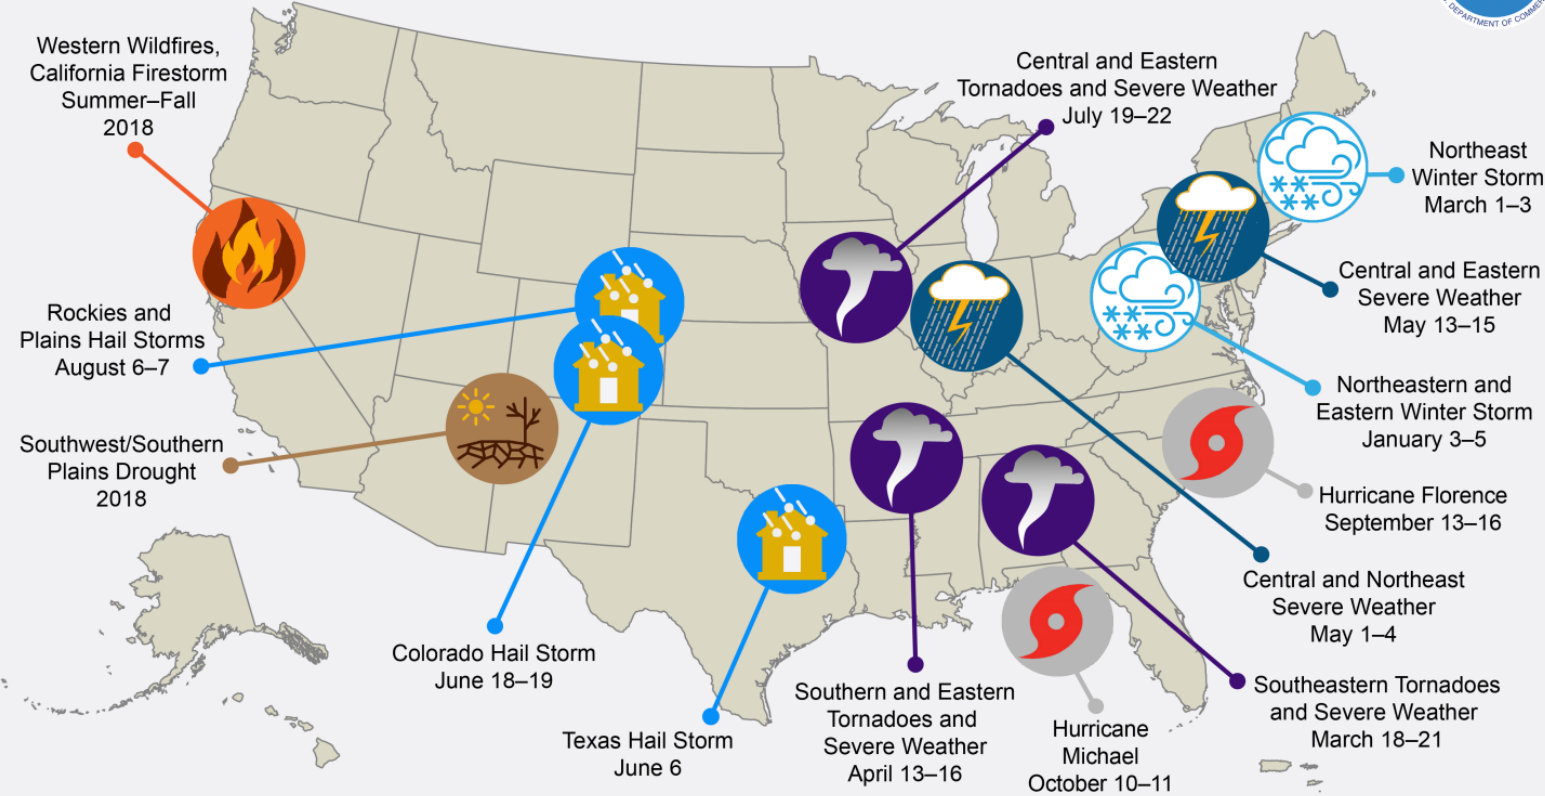 DEPARTMENT OF COMMER
Western Wildfires,
California Firestorm
Summer–Fall
2018
Central and Eastern
Tornadoes and Severe Weather
July 19–22
Northeast
Winter Storm
March 1–3
Central and Eastern
Severe Weather
May 13–15
Rockies and
Plains Hail Storms
August 6–7
Northeastern and
Eastern Winter Storm
January 3–5
Southwest/Southern
Plains Drought
2018
Hurricane Florence
September 13–16
Central and Northeast
Severe Weather
May 1–4
Colorado Hail Storm
June 18–19
Texas Hail Storm
June 6
Southern and Eastern
Tornadoes and
Severe Weather
April 13–16
Hurricane
Michael
October 10–11
Southeastern Tornadoes
and Severe Weather
March 18–21